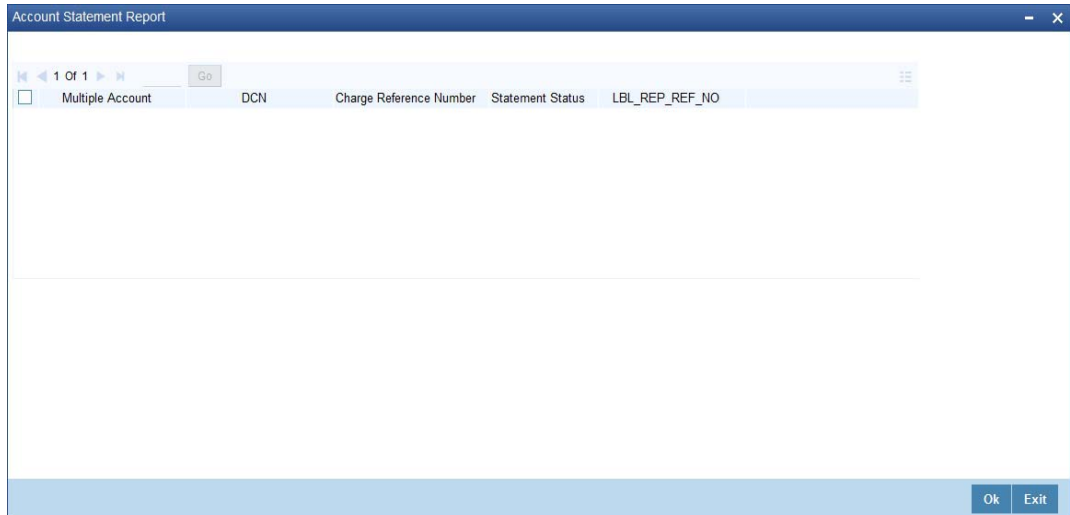 Account Statement Report
1 Of 1 Go
Multiple Account DCN Charge Reference Number Statement Status LBL_REP_REF_NO
Ok Exit